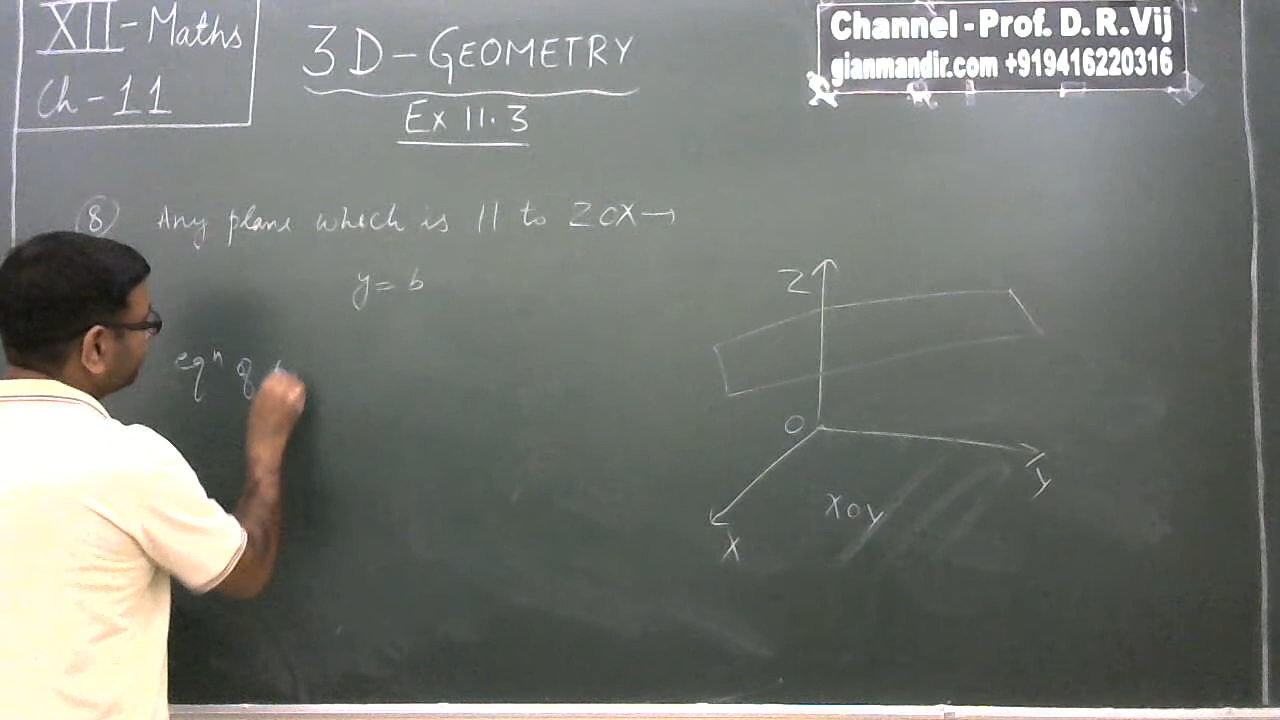 XII - Maths
Ch - 11
3D - GEOMETRY
Ex 11.3
Channel - Prof. D. R. Vij
gianmandir.com +919416220316
8 Any plane which is || to ZOX →
y = b
eqⁿ of
Z
O
Y
X
XOY